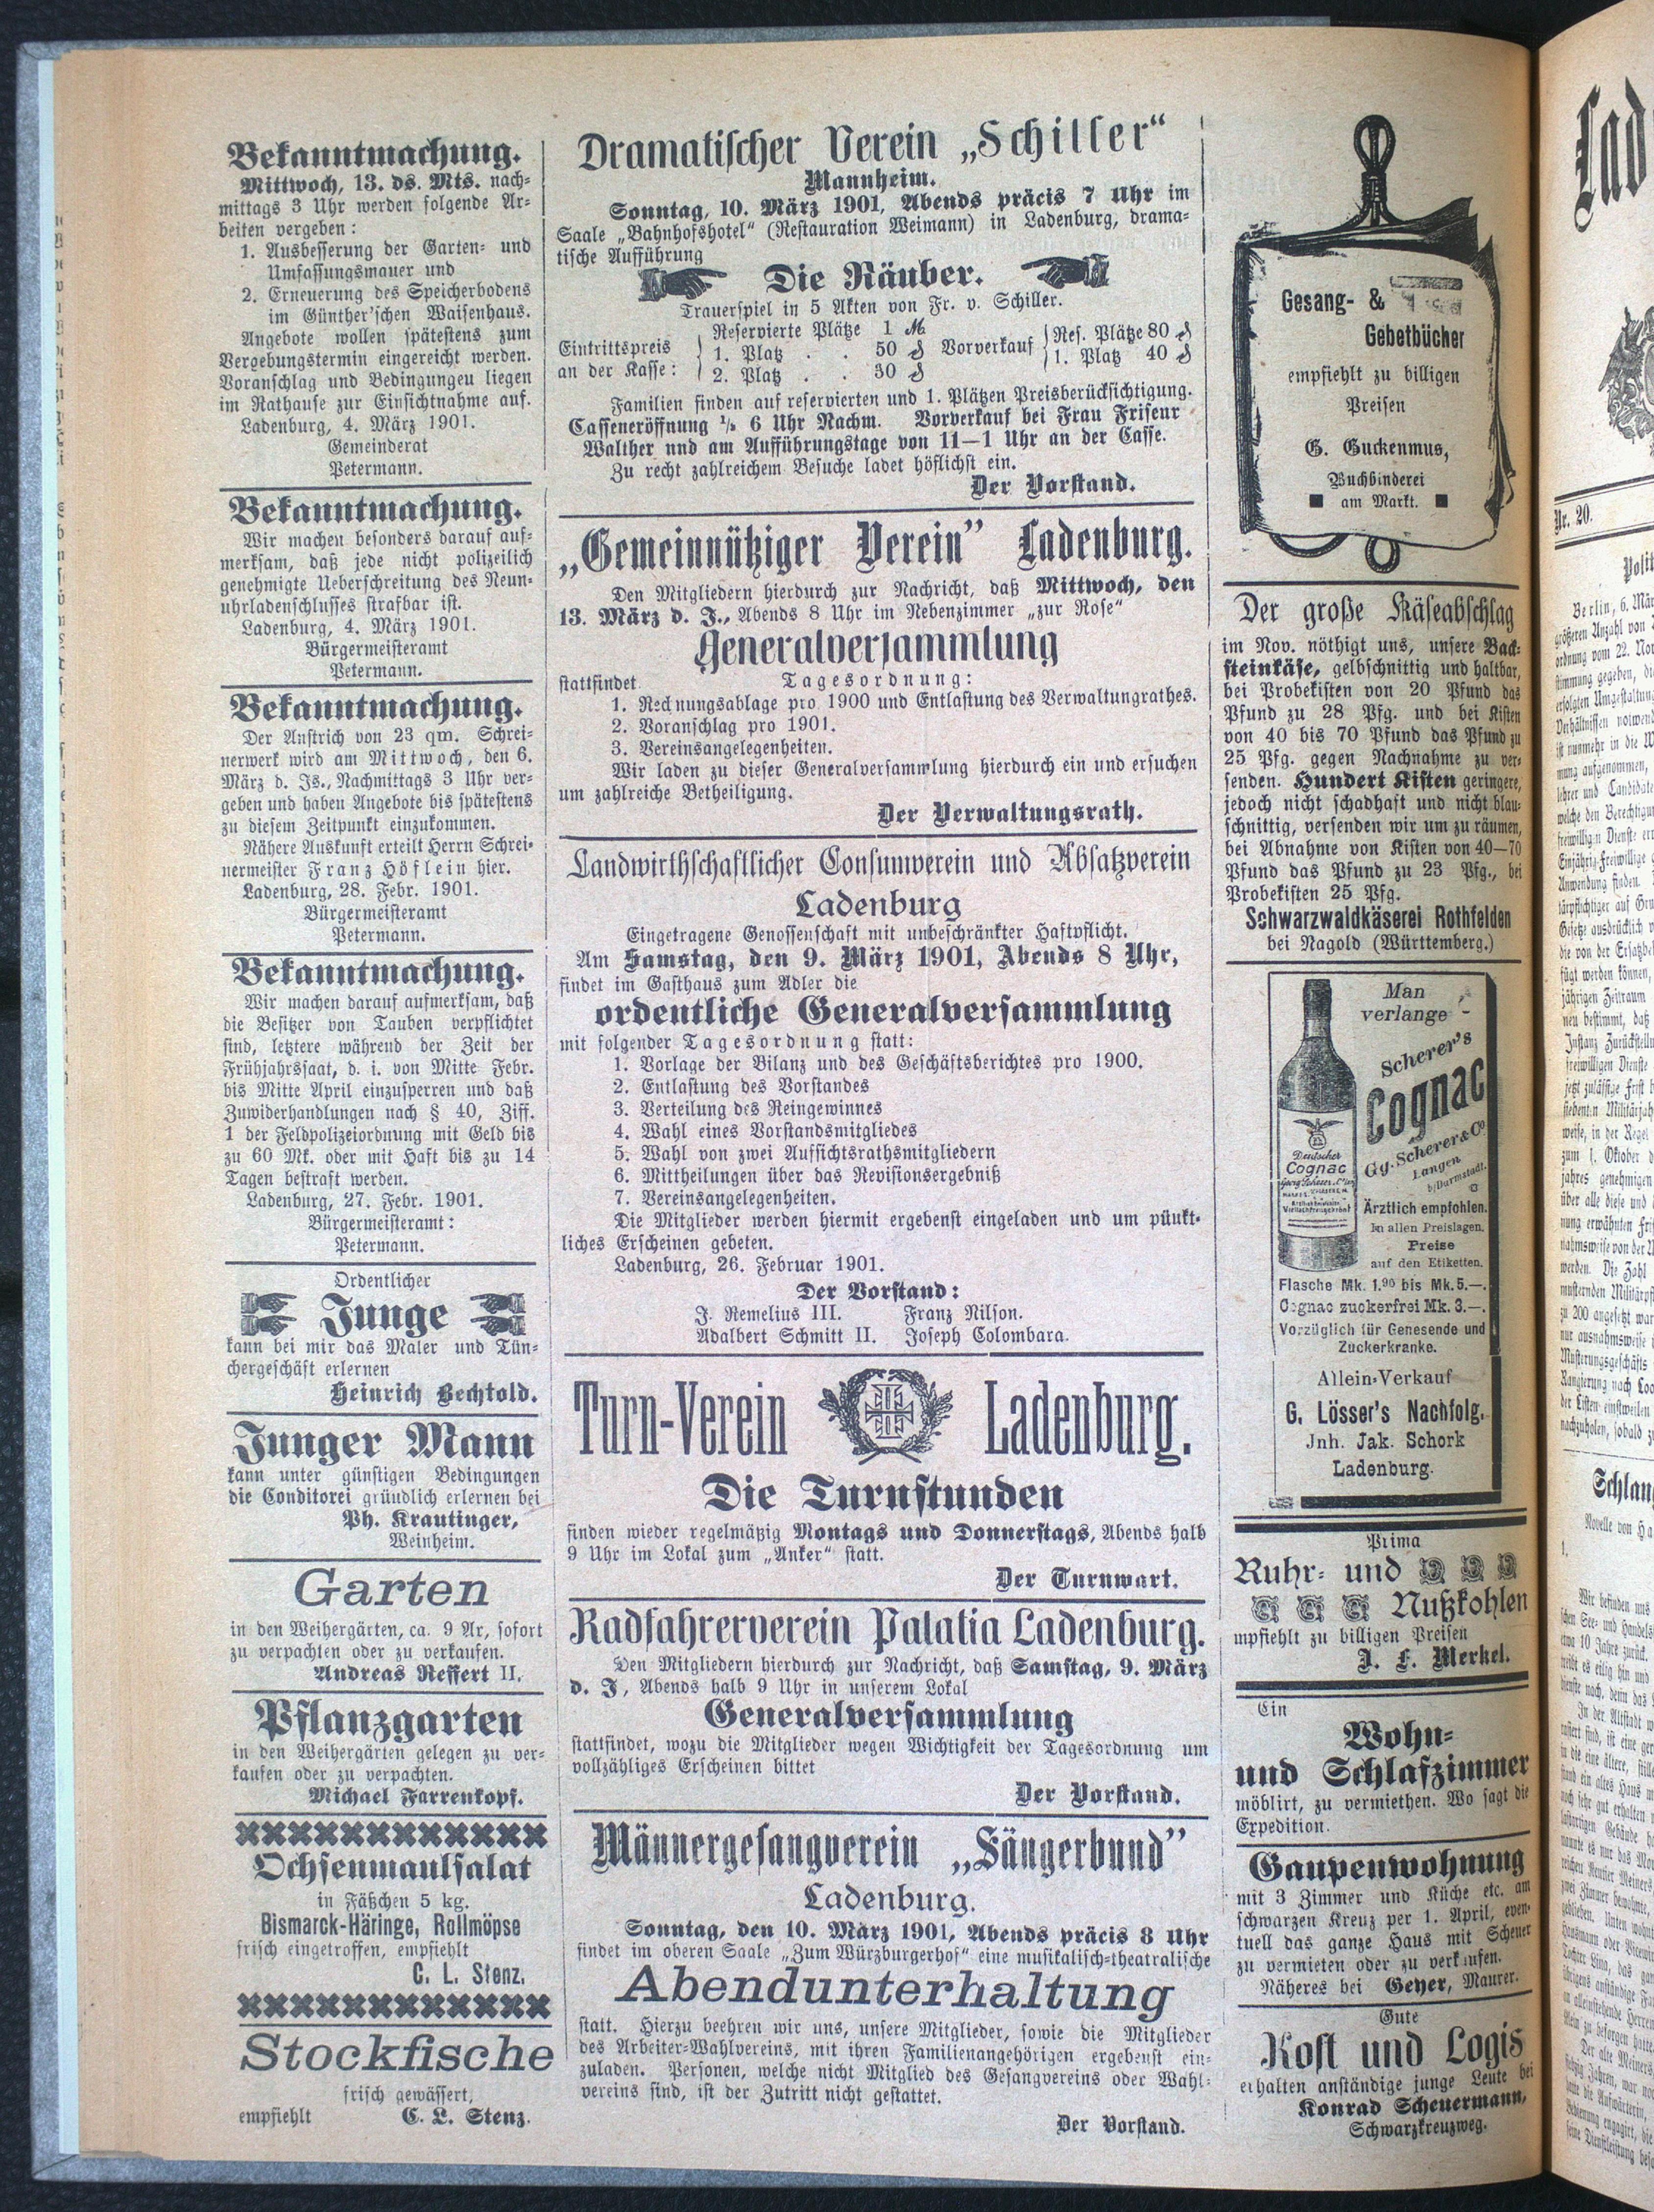 Bekanntmachung.
Mittwoch, 13. ds. Mts. nach-
mittags 3 Uhr werden folgende Ar-
beiten vergeben:
1. Ausbesserung der Garten- und
Umfassungsmauer und
2. Erneuerung des Speicherbodens
im Günther'schen Waisenhaus.
Angebote wollen spätestens zum
Vergebungstermin eingereicht werden.
Voranschlag und Bedingungeu liegen
im Rathause zur Einsichtnahme auf.
Ladenburg, 4. März 1901.
Gemeinderat
Petermann.
Bekanntmachung.
Wir machen besonders darauf auf-
merksam, daß jede nicht polizeilich
genehmigte Ueberschreitung des Neun-
uhrladenschlusses strafbar ist.
Ladenburg, 4. März 1901.
Bürgermeisteramt
Petermann.
Bekanntmachung.
Der Anstrich von 23 qm. Schrei-
nerwerk wird am Mittwoch, den 6.
März d. Js., Nachmittags 3 Uhr ver-
geben und haben Angebote bis spätestens
zu diesem Zeitpunkt einzukommen.
Nähere Auskunft erteilt Herrn Schrei-
nermeister Franz Höflein hier.
Ladenburg, 28. Febr. 1901.
Bürgermeisteramt
Petermann.
Bekanntmachung.
Wir machen darauf aufmerksam, daß
die Besitzer von Tauben verpflichtet
sind, letztere während der Zeit der
Frühjahrssaat, d. i. von Mitte Febr.
bis Mitte April einzusperren und daß
Zuwiderhandlungen nach § 40, Ziff.
1 der Feldpolizeiordnung mit Geld bis
zu 60 Mk. oder mit Haft bis zu 14
Tagen bestraft werden.
Ladenburg, 27. Febr. 1901.
Bürgermeisteramt:
Petermann.
Ordentlicher
Junge
kann bei mir das Maler und Tün-
chergeschäft erlernen
Heinrich Bechtold.
Junger Mann
kann unter günstigen Bedingungen
die Conditorei gründlich erlernen bei
Ph. Krautinger,
Weinheim.
Garten
in den Weihergärten, ca. 9 Ar, sofort
zu verpachten oder zu verkaufen.
Andreas Reffert II.
Pflanzgarten
in den Weihergärten gelegen zu ver-
kaufen oder zu verpachten.
Michael Farrenkopf.
Ochsenmaulsalat
in Fäßchen 5 kg.
Bismarck-Häringe, Rollmöpse
frisch eingetroffen, empfiehlt
C. L. Stenz.
Stockfische
frisch gewässert,
empfiehlt C. L. Stenz.
Dramatischer Verein „Schiller“
Mannheim.
Sonntag, 10. März 1901, Abends präcis 7 Uhr im
Saale „Bahnhofshotel“ (Restauration Weimann) in Ladenburg, drama-
tische Aufführung
Die Räuber.
Trauerspiel in 5 Akten von Fr. v. Schiller.
Reservierte Plätze 1 M
Eintrittspreis 1. Platz . . 50 ₰ Vorverkauf Res. Plätze 80 ₰
an der Kasse: 2. Platz . . 30 ₰ 1. Platz 40 ₰
Familien finden auf reservierten und 1. Plätzen Preisberücksichtigung.
Casseneröffnung ½ 6 Uhr Nachm. Vorverkauf bei Frau Friseur
Walther und am Aufführungstage von 11—1 Uhr an der Casse.
Zu recht zahlreichem Besuche ladet höflichst ein.
Der Vorstand.
„Gemeinnütziger Verein” Ladenburg.
Den Mitgliedern hierdurch zur Nachricht, daß Mittwoch, den
13. März d. J., Abends 8 Uhr im Nebenzimmer „zur Rose“
Generalversammlung
stattfindet. Tagesordnung:
1. Rechnungsablage pro 1900 und Entlastung des Verwaltungrathes.
2. Voranschlag pro 1901.
3. Vereinsangelegenheiten.
Wir laden zu dieser Generalversammlung hierdurch ein und ersuchen
um zahlreiche Betheiligung.
Der Verwaltungsrath.
Landwirthschaftlicher Consumverein und Absatzverein
Ladenburg
Eingetragene Genossenschaft mit unbeschränkter Haftpflicht.
Am Samstag, den 9. März 1901, Abends 8 Uhr,
findet im Gasthaus zum Adler die
ordentliche Generalversammlung
mit folgender Tagesordnung statt:
1. Vorlage der Bilanz und des Geschäftsberichtes pro 1900.
2. Entlastung des Vorstandes
3. Verteilung des Reingewinnes
4. Wahl eines Vorstandsmitgliedes
5. Wahl von zwei Aufsichtsrathsmitgliedern
6. Mittheilungen über das Revisionsergebniß
7. Vereinsangelegenheiten.
Die Mitglieder werden hiermit ergebenst eingeladen und um pünkt-
liches Erscheinen gebeten.
Ladenburg, 26. Februar 1901.
Der Vorstand:
J. Remelius III. Franz Nilson.
Adalbert Schmitt II. Joseph Colombara.
Turn-Verein Ladenburg.
Die Turnstunden
finden wieder regelmäßig Montags und Donnerstags, Abends halb
9 Uhr im Lokal zum „Anker“ statt.
Der Turnwart.
Radfahrerverein Palatia Ladenburg.
Den Mitgliedern hierdurch zur Nachricht, daß Samstag, 9. März
d. J, Abends halb 9 Uhr in unserem Lokal
Generalversammlung
stattfindet, wozu die Mitglieder wegen Wichtigkeit der Tagesordnung um
vollzähliges Erscheinen bittet
Der Vorstand.
Männergesangverein „Sängerbund”
Ladenburg.
Sonntag, den 10. März 1901, Abends präcis 8 Uhr
findet im oberen Saale „Zum Würzburgerhof“ eine musikalisch-theatralische
Abendunterhaltung
statt. Hierzu beehren wir uns, unsere Mitglieder, sowie die Mitglieder
des Arbeiter-Wahlvereins, mit ihren Familienangehörigen ergebenst ein-
zuladen. Personen, welche nicht Mitglied des Gesangvereins oder Wahl-
vereins sind, ist der Zutritt nicht gestattet.
Der Vorstand.
Gesang- &
Gebetbücher
empfiehlt zu billigen
Preisen
G. Guckenmus,
Buchbinderei
am Markt.
Der große Käseabschlag
im Nov. nöthigt uns, unsere Back-
steinkäse, gelbschnittig und haltbar,
bei Probekisten von 20 Pfund das
Pfund zu 28 Pfg. und bei Kisten
von 40 bis 70 Pfund das Pfund zu
25 Pfg. gegen Nachnahme zu ver-
senden. Hundert Kisten geringere,
jedoch nicht schadhaft und nicht blau-
schnittig, versenden wir um zu räumen,
bei Abnahme von Kisten von 40—70
Pfund das Pfund zu 23 Pfg., bei
Probekisten 25 Pfg.
Schwarzwaldkäserei Rothfelden
bei Nagold (Württemberg.)
Man
verlange -
Scherer's
Cognac
Gg. Scherer & Co
Langen
b/Darmstadt.
Deutscher
Cognac
Ärztlich empfohlen.
In allen Preislagen.
Preise
auf den Etiketten.
Flasche Mk. 1.90 bis Mk. 5.—.
Cognac zuckerfrei Mk. 3.—.
Vorzüglich für Genesende und
Zuckerkranke.
Allein-Verkauf
G. Lösser's Nachfolg.
Jnh. Jak. Schork
Ladenburg.
Prima
Ruhr- und
Nußkohlen
mpfiehlt zu billigen Preisen
J. F. Merkel.
Ein
Wohn-
und Schlafzimmer
möblirt, zu vermiethen. Wo sagt die
Expedition.
Gaupenwohnung
mit 3 Zimmer und Küche etc. am
schwarzen Kreuz per 1. April, even-
tuell das ganze Haus mit Scheuer
zu vermieten oder zu verkaufen.
Näheres bei Geyer, Maurer.
Gute
Kost und Logis
erhalten anständige junge Leute bei
Konrad Scheuermann,
Schwarzkreuzweg.
Nr. 20.
Berlin, 6. Mär